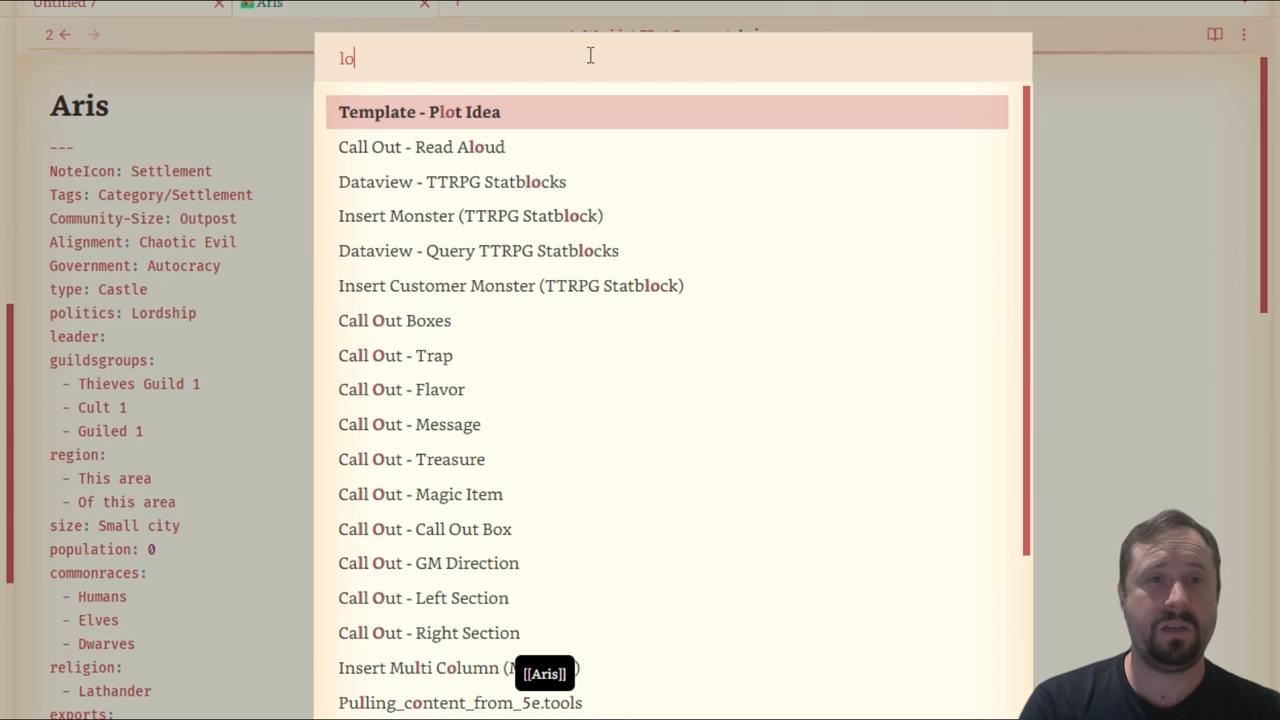 Untitled 7
Aris
2
lo
Template - Plot Idea
Call Out - Read Aloud
Dataview - TTRPG Statblocks
Insert Monster (TTRPG Statblock)
Dataview - Query TTRPG Statblocks
Insert Customer Monster (TTRPG Statblock)
Call Out Boxes
Call Out - Trap
Call Out - Flavor
Call Out - Message
Call Out - Treasure
Call Out - Magic Item
Call Out - Call Out Box
Call Out - GM Direction
Call Out - Left Section
Call Out - Right Section
Insert Multi Column (
Pulling_content_from_5e.tools
[[Aris]]
Aris
---
NoteIcon: Settlement
Tags: Category/Settlement
Community-Size: Outpost
Alignment: Chaotic Evil
Government: Autocracy
type: Castle
politics: Lordship
leader:
guildsgroups:
- Thieves Guild 1
- Cult 1
- Guiled 1
region:
- This area
- Of this area
size: Small city
population: 0
commonraces:
- Humans
- Elves
- Dwarves
religion:
- Lathander
exports: